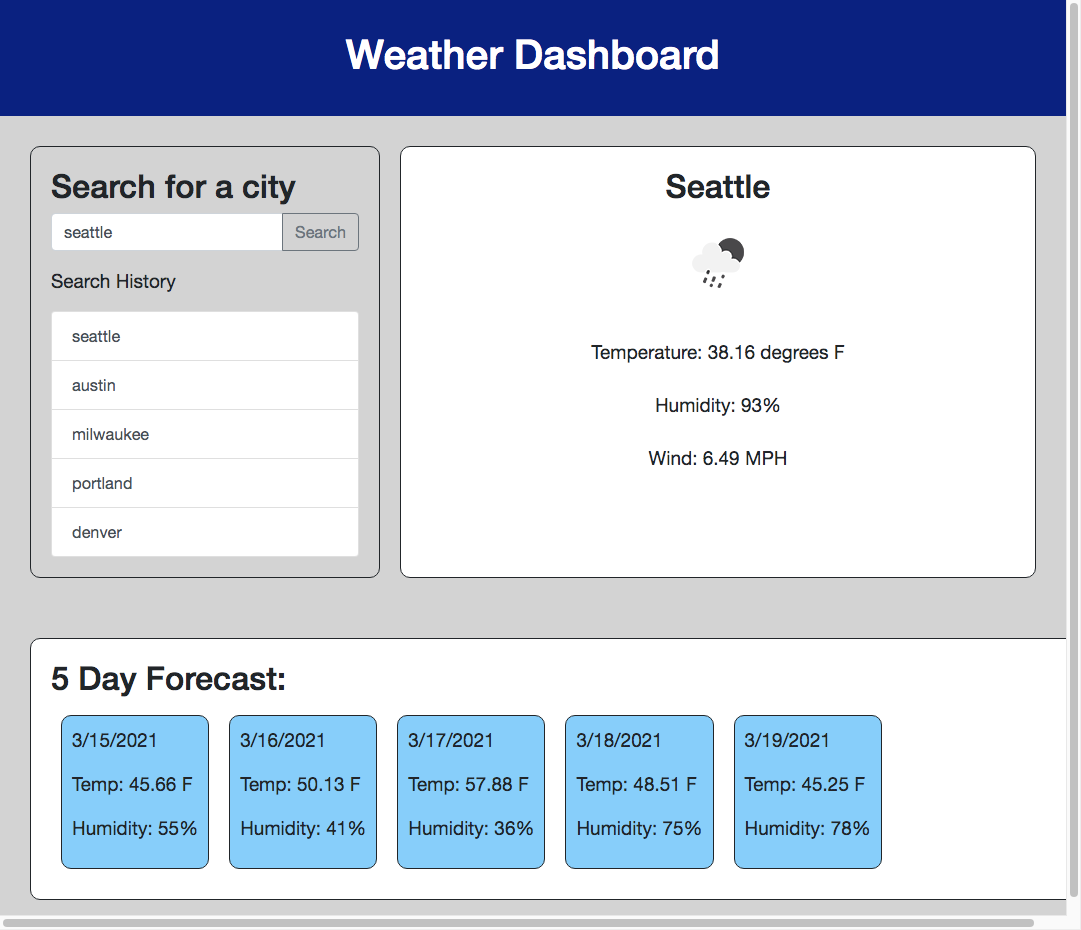 Weather Dashboard
Search for a city
seattle
Search
Search History
seattle
austin
milwaukee
portland
denver
Seattle
Temperature: 38.16 degrees F
Humidity: 93%
Wind: 6.49 MPH
5 Day Forecast:
3/15/2021
Temp: 45.66 F
Humidity: 55%
3/16/2021
Temp: 50.13 F
Humidity: 41%
3/17/2021
Temp: 57.88 F
Humidity: 36%
3/18/2021
Temp: 48.51 F
Humidity: 75%
3/19/2021
Temp: 45.25 F
Humidity: 78%